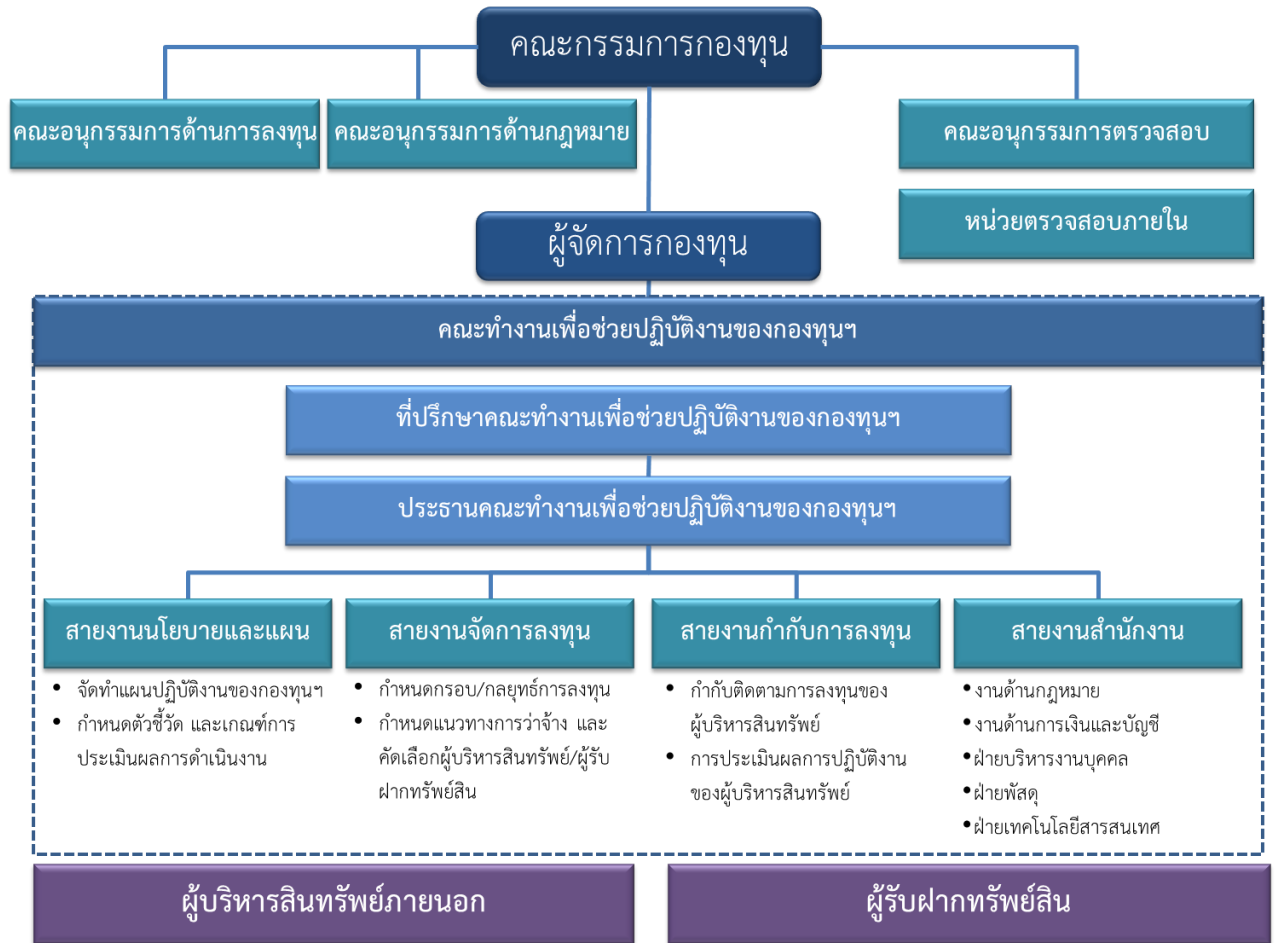 คณะกรรมการกองทุน
คณะอนุกรรมการด้านการลงทุน
คณะอนุกรรมการด้านกฎหมาย
คณะอนุกรรมการตรวจสอบ
หน่วยตรวจสอบภายใน
ผู้จัดการกองทุน
คณะทำงานเพื่อช่วยปฏิบัติงานของกองทุนฯ
ที่ปรึกษาคณะทำงานเพื่อช่วยปฏิบัติงานของกองทุนฯ
ประธานคณะทำงานเพื่อช่วยปฏิบัติงานของกองทุนฯ
สายงานนโยบายและแผน
• จัดทำแผนปฏิบัติงานของกองทุนฯ
• กำหนดตัวชี้วัด และเกณฑ์การ
ประเมินผลการดำเนินงาน
สายงานจัดการลงทุน
• กำหนดกรอบ/กลยุทธ์การลงทุน
• กำหนดแนวทางการว่าจ้าง และ
คัดเลือกผู้บริหารสินทรัพย์/ผู้รับ
ฝากทรัพย์สิน
สายงานกำกับการลงทุน
• กำกับติดตามการลงทุนของ
ผู้บริหารสินทรัพย์
• การประเมินผลการปฏิบัติงาน
ของผู้บริหารสินทรัพย์
สายงานสำนักงาน
•งานด้านกฎหมาย
•งานด้านการเงินและบัญชี
•ฝ่ายบริหารงานบุคคล
•ฝ่ายพัสดุ
•ฝ่ายเทคโนโลยีสารสนเทศ
ผู้บริหารสินทรัพย์ภายนอก
ผู้รับฝากทรัพย์สิน